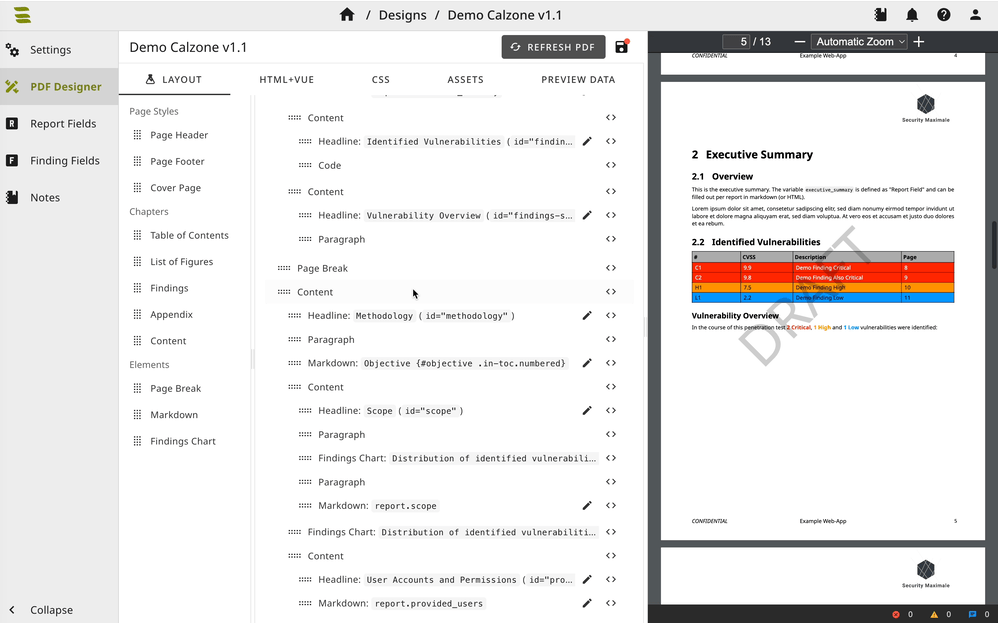 / Designs / Demo Calzone v1.1
Settings
PDF Designer
Report Fields
Finding Fields
Notes
Collapse
Demo Calzone v1.1
REFRESH PDF
LAYOUT
HTML+VUE
CSS
ASSETS
PREVIEW DATA
Page Styles
Page Header
Page Footer
Cover Page
Chapters
Table of Contents
List of Figures
Findings
Appendix
Content
Elements
Page Break
Markdown
Findings Chart
Content
Headline: Identified Vulnerabilities (id="findin...
Code
Content
Headline: Vulnerability Overview (id="findings-s...
Paragraph
Page Break
Content
Headline: Methodology (id="methodology")
Paragraph
Markdown: Objective {#objective .in-toc.numbered}
Content
Headline: Scope (id="scope")
Paragraph
Findings Chart: Distribution of identified vulnerabili...
Paragraph
Markdown: report.scope
Findings Chart: Distribution of identified vulnerabiliti...
Content
Headline: User Accounts and Permissions (id="pro...
Markdown: report.provided_users
5 / 13
Automatic Zoom
CONFIDENTIAL Example Web-App 4
Security Maximale
2 Executive Summary
2.1 Overview
This is the executive summary. The variable executive_summary is defined as "Report Field" and can be
filled out per report in markdown (or HTML).
Lorem ipsum dolor sit amet, consetetur sadipscing elitr, sed diam nonumy eirmod tempor invidunt ut
labore et dolore magna aliquyam erat, sed diam voluptua. At vero eos et accusam et justo duo dolores
et ea rebum.
2.2 Identified Vulnerabilities
# CVSS Description Page
C1 9.9 Demo Finding Critical 8
C2 9.8 Demo Finding Also Critical 9
H1 7.5 Demo Finding High 10
L1 2.2 Demo Finding Low 11
DRAFT
Vulnerability Overview
In the course of this penetration test 2 Critical, 1 High and 1 Low vulnerabilities were identified:
CONFIDENTIAL Example Web-App 5
Security Maximale
0 0 0